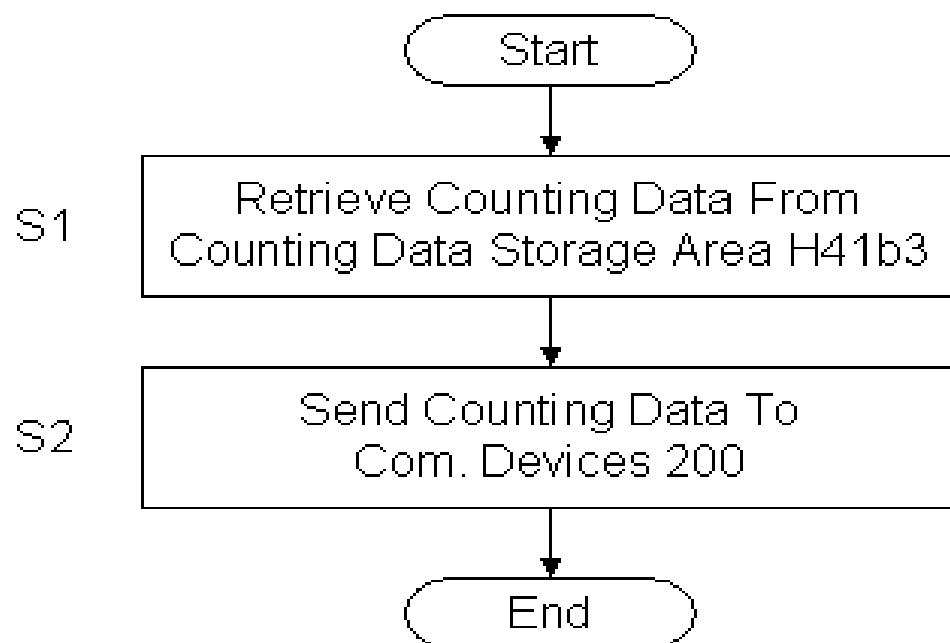 Start
S1
Retrieve Counting Data From
Counting Data Storage Area H41b3
S2
Send Counting Data To
Com. Devices 200
End